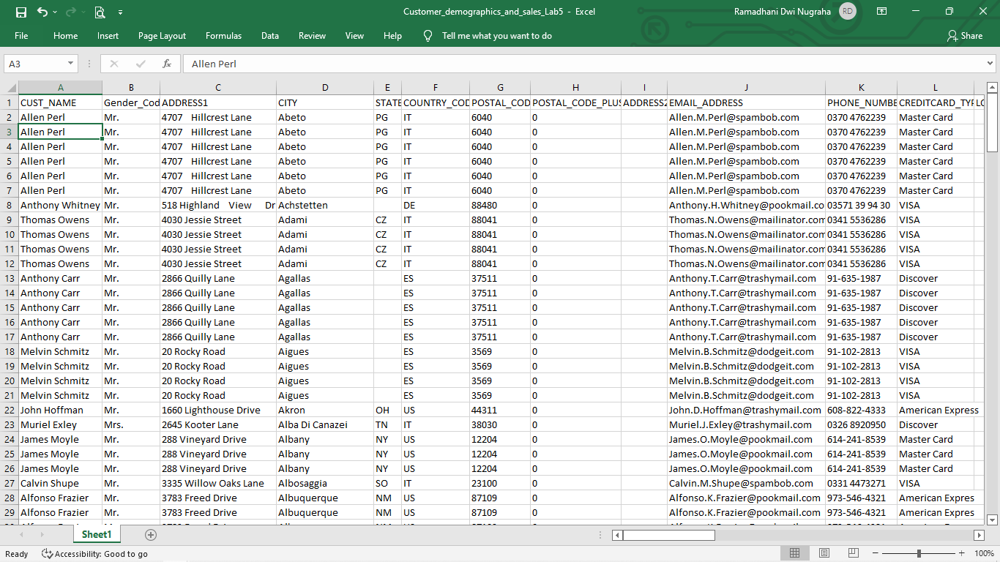 Customer_demographics_and_sales_Lab5 - Excel
Ramadhani Dwi Nugraha RD
File Home Insert Page Layout Formulas Data Review View Help Tell me what you want to do Share
A3 fx Allen Perl
A B C D E F G H I J K L
1 CUST_NAME Gender_Cod ADDRESS1 CITY STATE COUNTRY_COD POSTAL_COD POSTAL_CODE_PLUS ADDRESS2 EMAIL_ADDRESS PHONE_NUMBE CREDITCARD_TYP LO
2 Allen Perl Mr. 4707 Hillcrest Lane Abeto PG IT 6040 0 Allen.M.Perl@spambob.com 0370 4762239 Master Card
3 Allen Perl Mr. 4707 Hillcrest Lane Abeto PG IT 6040 0 Allen.M.Perl@spambob.com 0370 4762239 Master Card
4 Allen Perl Mr. 4707 Hillcrest Lane Abeto PG IT 6040 0 Allen.M.Perl@spambob.com 0370 4762239 Master Card
5 Allen Perl Mr. 4707 Hillcrest Lane Abeto PG IT 6040 0 Allen.M.Perl@spambob.com 0370 4762239 Master Card
6 Allen Perl Mr. 4707 Hillcrest Lane Abeto PG IT 6040 0 Allen.M.Perl@spambob.com 0370 4762239 Master Card
7 Allen Perl Mr. 4707 Hillcrest Lane Abeto PG IT 6040 0 Allen.M.Perl@spambob.com 0370 4762239 Master Card
8 Anthony Whitney Mr. 518 Highland View Dr Achstetten DE 88480 0 Anthony.H.Whitney@pookmail.co 03571 39 94 30 VISA
9 Thomas Owens Mr. 4030 Jessie Street Adami CZ IT 88041 0 Thomas.N.Owens@mailinator.com 0341 5536286 VISA
10 Thomas Owens Mr. 4030 Jessie Street Adami CZ IT 88041 0 Thomas.N.Owens@mailinator.com 0341 5536286 VISA
11 Thomas Owens Mr. 4030 Jessie Street Adami CZ IT 88041 0 Thomas.N.Owens@mailinator.com 0341 5536286 VISA
12 Thomas Owens Mr. 4030 Jessie Street Adami CZ IT 88041 0 Thomas.N.Owens@mailinator.com 0341 5536286 VISA
13 Anthony Carr Mr. 2866 Quilly Lane Agallas ES 37511 0 Anthony.T.Carr@trashymail.com 91-635-1987 Discover
14 Anthony Carr Mr. 2866 Quilly Lane Agallas ES 37511 0 Anthony.T.Carr@trashymail.com 91-635-1987 Discover
15 Anthony Carr Mr. 2866 Quilly Lane Agallas ES 37511 0 Anthony.T.Carr@trashymail.com 91-635-1987 Discover
16 Anthony Carr Mr. 2866 Quilly Lane Agallas ES 37511 0 Anthony.T.Carr@trashymail.com 91-635-1987 Discover
17 Anthony Carr Mr. 2866 Quilly Lane Agallas ES 37511 0 Anthony.T.Carr@trashymail.com 91-635-1987 Discover
18 Melvin Schmitz Mr. 20 Rocky Road Aigues ES 3569 0 Melvin.B.Schmitz@dodgeit.com 91-102-2813 VISA
19 Melvin Schmitz Mr. 20 Rocky Road Aigues ES 3569 0 Melvin.B.Schmitz@dodgeit.com 91-102-2813 VISA
20 Melvin Schmitz Mr. 20 Rocky Road Aigues ES 3569 0 Melvin.B.Schmitz@dodgeit.com 91-102-2813 VISA
21 Melvin Schmitz Mr. 20 Rocky Road Aigues ES 3569 0 Melvin.B.Schmitz@dodgeit.com 91-102-2813 VISA
22 John Hoffman Mr. 1660 Lighthouse Drive Akron OH US 44311 0 John.D.Hoffman@trashymail.com 608-822-4333 American Express
23 Muriel Exley Mrs. 2645 Kooter Lane Alba Di Canazei TN IT 38030 0 Muriel.J.Exley@trashymail.com 0326 8920950 Discover
24 James Moyle Mr. 288 Vineyard Drive Albany NY US 12204 0 James.O.Moyle@pookmail.com 614-241-8539 Master Card
25 James Moyle Mr. 288 Vineyard Drive Albany NY US 12204 0 James.O.Moyle@pookmail.com 614-241-8539 Master Card
26 James Moyle Mr. 288 Vineyard Drive Albany NY US 12204 0 James.O.Moyle@pookmail.com 614-241-8539 Master Card
27 Calvin Shupe Mr. 3335 Willow Oaks Lane Albosaggia SO IT 23100 0 Calvin.M.Shupe@spambob.com 0331 4473271 VISA
28 Alfonso Frazier Mr. 3783 Freed Drive Albuquerque NM US 87109 0 Alfonso.K.Frazier@pookmail.com 973-546-4321 American Expres
29 Alfonso Frazier Mr. 3783 Freed Drive Albuquerque NM US 87109 0 Alfonso.K.Frazier@pookmail.com 973-546-4321 American Expres
Sheet1
Ready Accessibility: Good to go 100%